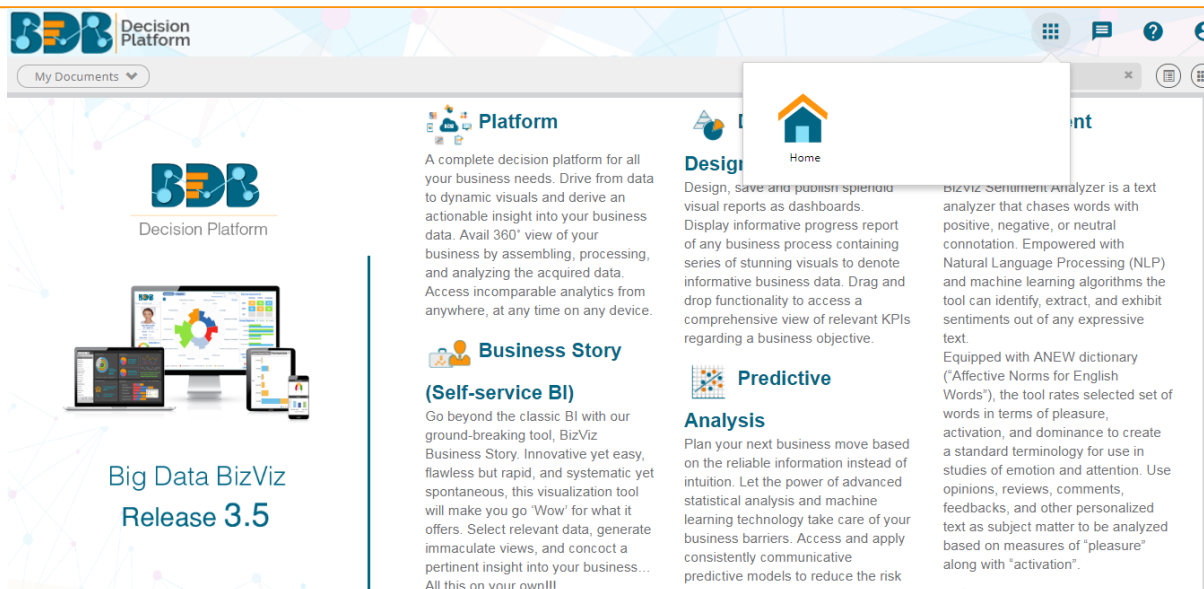 BDB Decision
Platform
My Documents
Home
BDB
Decision Platform
Big Data BizViz
Release 3.5
Platform
A complete decision platform for all
your business needs. Drive from data
to dynamic visuals and derive an
actionable insight into your business
data. Avail 360° view of your
business by assembling, processing,
and analyzing the acquired data.
Access incomparable analytics from
anywhere, at any time on any device.
Business Story
(Self-service BI)
Go beyond the classic BI with our
ground-breaking tool, BizViz
Business Story. Innovative yet easy,
flawless but rapid, and systematic yet
spontaneous, this visualization tool
will make you go ‘Wow’ for what it
offers. Select relevant data, generate
immaculate views, and concoct a
pertinent insight into your business…
All this on your own!!!
Design, save and publish splendid
visual reports as dashboards.
Display informative progress report
of any business process containing
series of stunning visuals to denote
informative business data. Drag and
drop functionality to access a
comprehensive view of relevant KPIs
regarding a business objective.
Predictive
Analysis
Plan your next business move based
on the reliable information instead of
intuition. Let the power of advanced
statistical analysis and machine
learning technology take care of your
business barriers. Access and apply
consistently communicative
predictive models to reduce the risk
BizViz Sentiment Analyzer is a text
analyzer that chases words with
positive, negative, or neutral
connotation. Empowered with
Natural Language Processing (NLP)
and machine learning algorithms the
tool can identify, extract, and exhibit
sentiments out of any expressive
text.
Equipped with ANEW dictionary
(“Affective Norms for English
Words”), the tool rates selected set of
words in terms of pleasure,
activation, and dominance to create
a standard terminology for use in
studies of emotion and attention. Use
opinions, reviews, comments,
feedbacks, and other personalized
text as subject matter to be analyzed
based on measures of “pleasure”
along with “activation”.